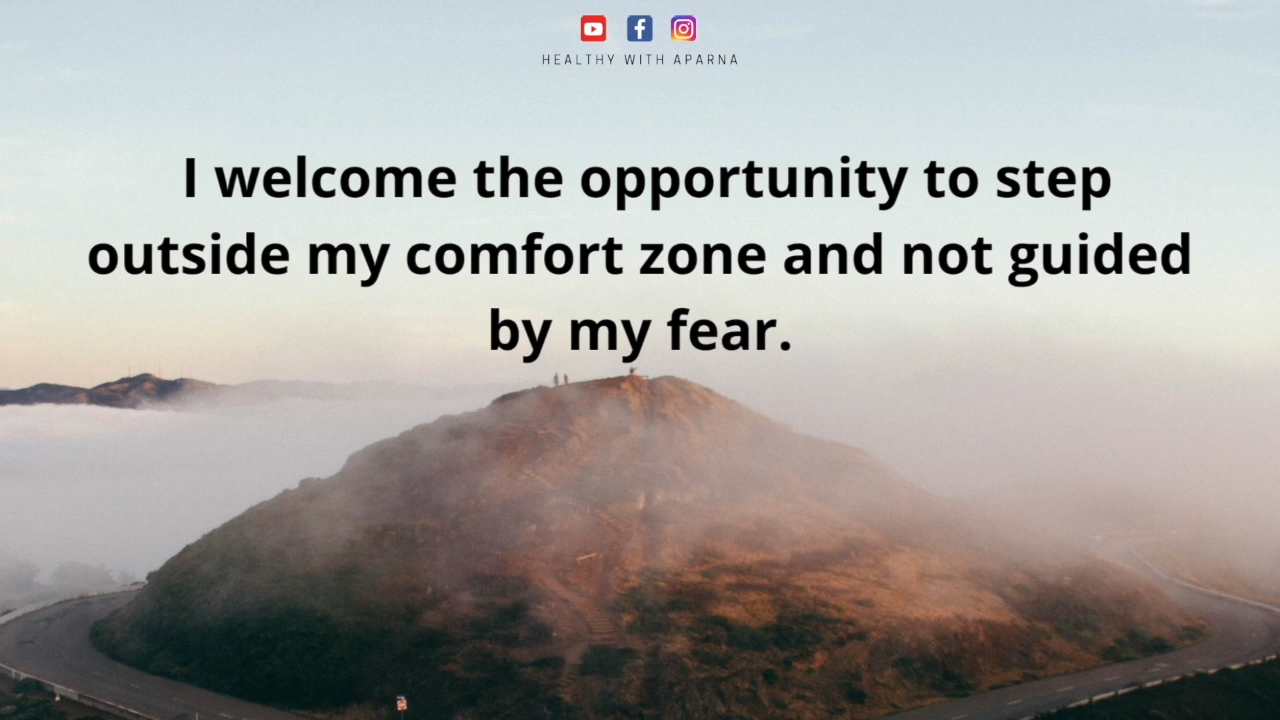 HEALTHY WITH APARNA
I welcome the opportunity to step
outside my comfort zone and not guided
by my fear.